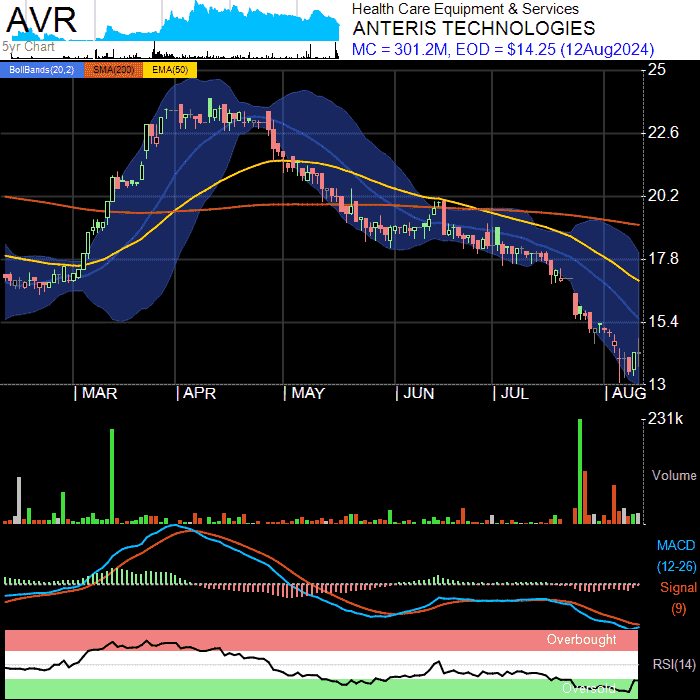 AVR
5yr Chart
Health Care Equipment & Services
ANTERIS TECHNOLOGIES
MC = 301.2M, EOD = $14.25 (12Aug2024)
BollBands(20,2) SMA(200) EMA(50)
25
22.6
20.2
17.8
15.4
13
MAR APR MAY JUN JUL AUG
231k
Volume
MACD
(12-26)
Signal
(9)
Overbought
RSI(14)
Oversold